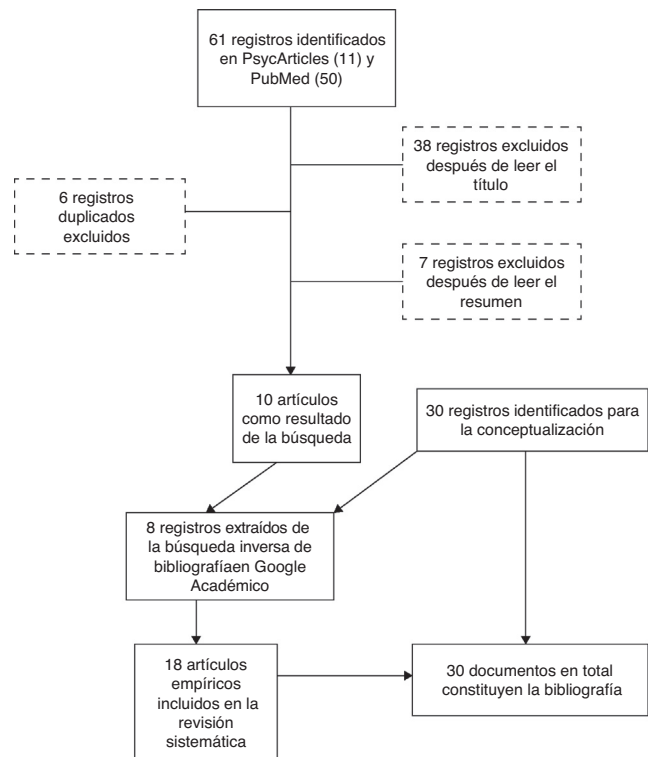 61 registros identificados
en PsycArticles (11) y
PubMed (50)
38 registros excluidos
después de leer el
título
6 registros
duplicados
excluidos
7 registros excluidos
después de leer el
resumen
10 artículos
como resultado
de la búsqueda
30 registros identificados para
la conceptualización
8 registros extraídos de
la búsqueda inversa de
bibliografíaen Google
Académico
18 artículos
empíricos
incluidos en la
revisión
sistemática
30 documentos en total
constituyen la bibliografía